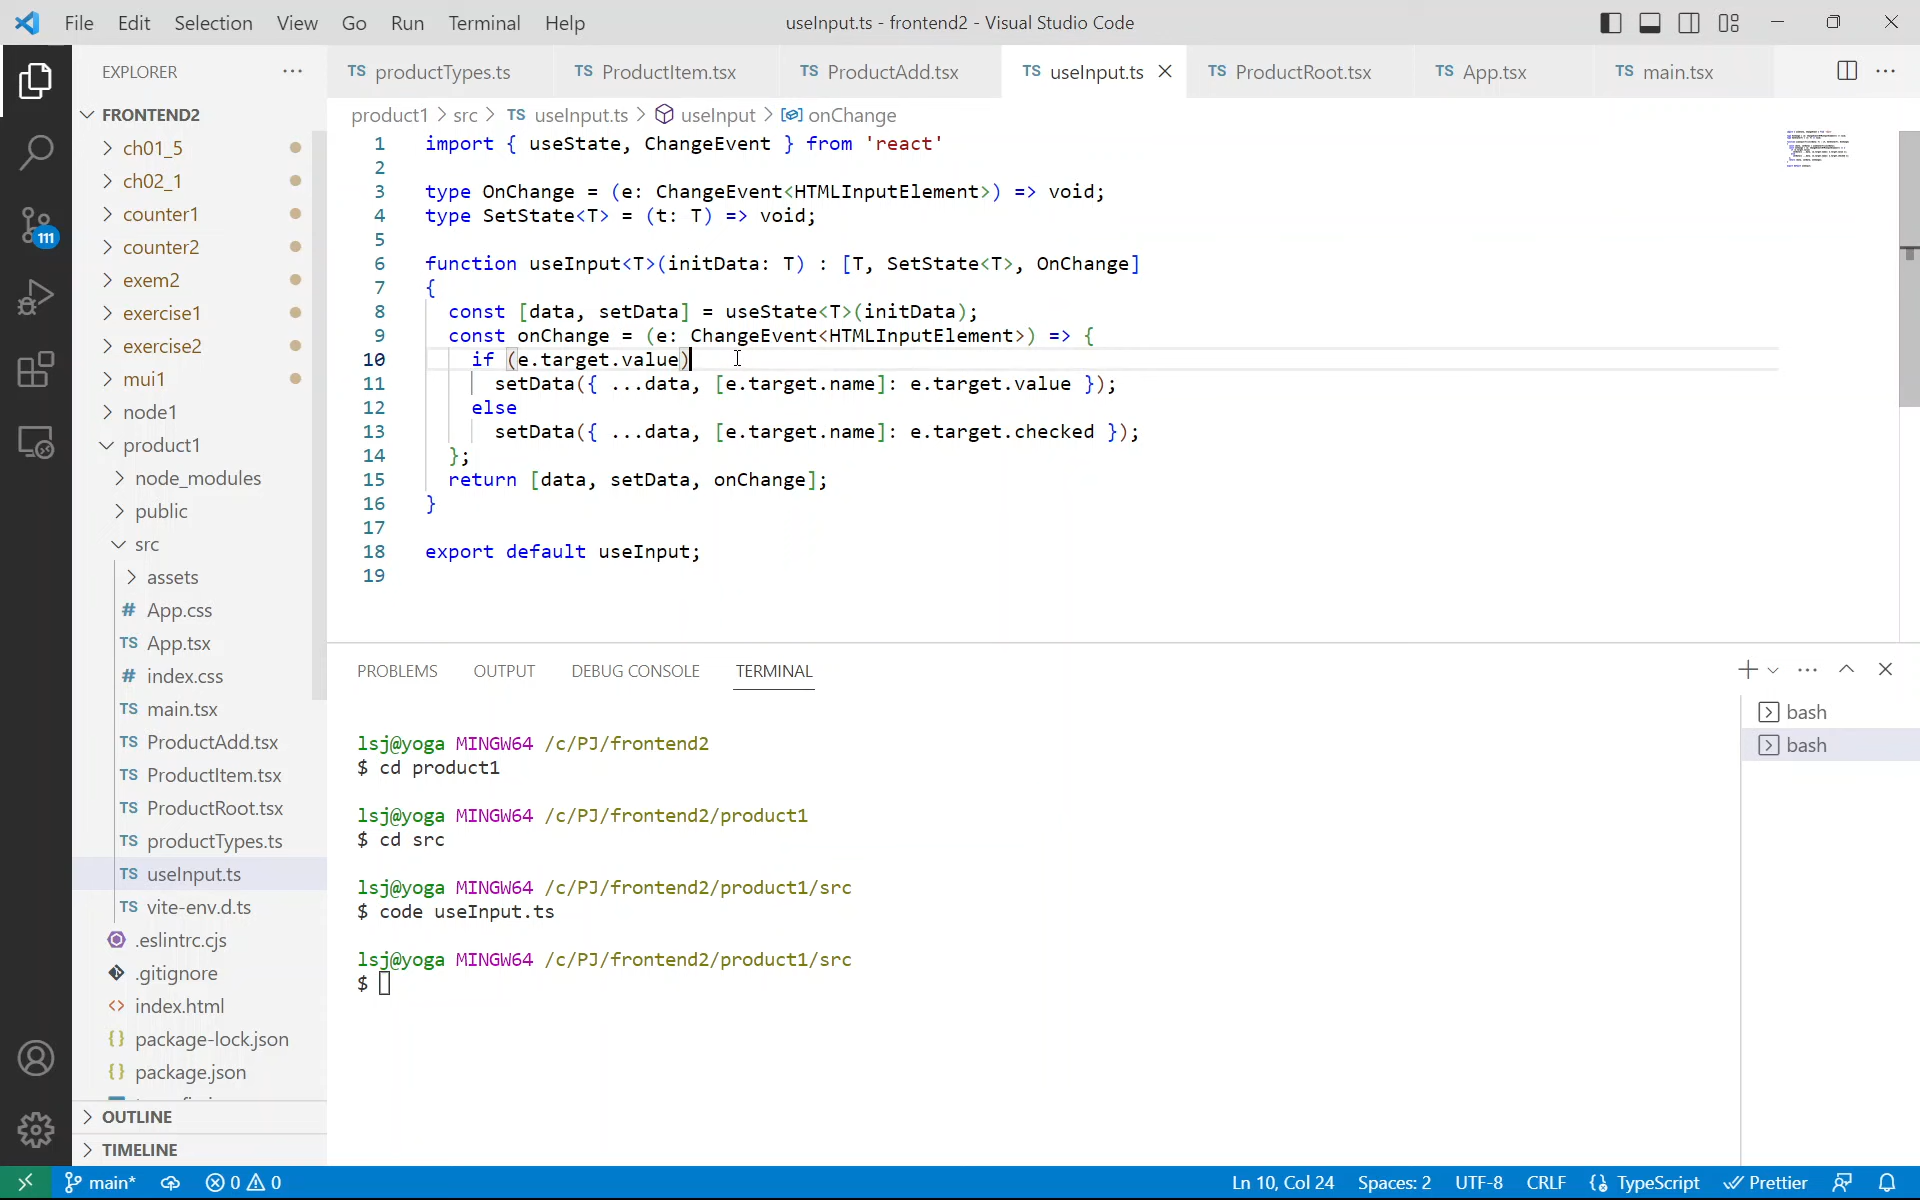 File Edit Selection View Go Run Terminal Help
useInput.ts - frontend2 - Visual Studio Code
EXPLORER
TS productTypes.ts
TS ProductItem.tsx
TS ProductAdd.tsx
TS useInput.ts
TS ProductRoot.tsx
TS App.tsx
TS main.tsx
product1 > src > TS useInput.ts > useInput > onChange
111
FRONTEND2
ch01_5
ch02_1
counter1
counter2
exem2
exercise1
exercise2
mui1
node1
product1
node_modules
public
src
assets
# App.css
TS App.tsx
# index.css
TS main.tsx
TS ProductAdd.tsx
TS ProductItem.tsx
TS ProductRoot.tsx
TS productTypes.ts
TS useInput.ts
TS vite-env.d.ts
.eslintrc.cjs
.gitignore
<> index.html
{} package-lock.json
{} package.json
OUTLINE
TIMELINE
1 import { useState, ChangeEvent } from 'react'
2
3 type OnChange = (e: ChangeEvent<HTMLInputElement>) => void;
4 type SetState<T> = (t: T) => void;
5
6 function useInput<T>(initData: T) : [T, SetState<T>, OnChange]
7 {
8 const [data, setData] = useState<T>(initData);
9 const onChange = (e: ChangeEvent<HTMLInputElement>) => {
10 if (e.target.value)
11 setData({ ...data, [e.target.name]: e.target.value });
12 else
13 setData({ ...data, [e.target.name]: e.target.checked });
14 };
15 return [data, setData, onChange];
16 }
17
18 export default useInput;
19
PROBLEMS OUTPUT DEBUG CONSOLE TERMINAL
lsj@yoga MINGW64 /c/PJ/frontend2
$ cd product1
lsj@yoga MINGW64 /c/PJ/frontend2/product1
$ cd src
lsj@yoga MINGW64 /c/PJ/frontend2/product1/src
$ code useInput.ts
lsj@yoga MINGW64 /c/PJ/frontend2/product1/src
$
bash
bash
main* 0 0
Ln 10, Col 24 Spaces: 2 UTF-8 CRLF {} TypeScript Prettier